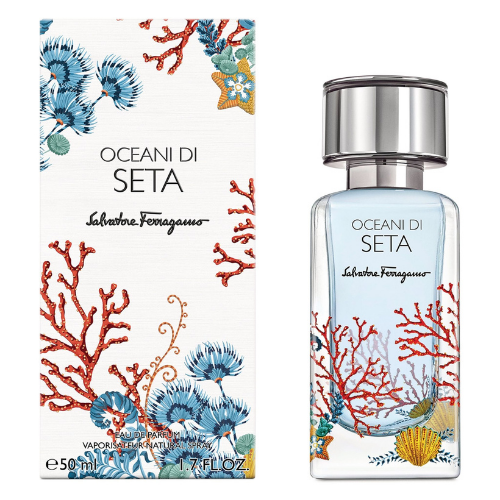 OCEANI DI
SETA
Salvatore Ferragamo
EAU DE PARFUM
VAPORISATEUR NATURAL SPRAY
e50 ml 1.7 FL.OZ.
OCEANI DI
SETA
Salvatore Ferragamo